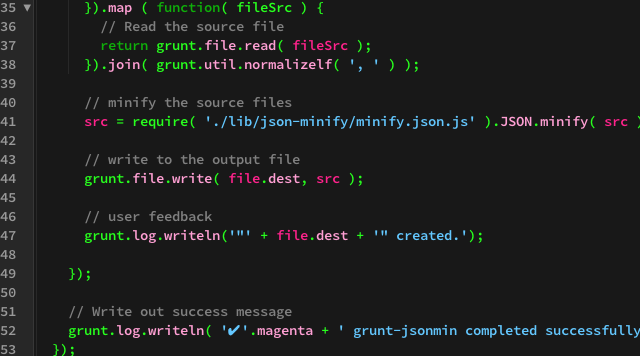 35 ▼ }).map ( function( fileSrc ) {
36 // Read the source file
37 return grunt.file.read( fileSrc );
38 }).join( grunt.util.normalizelf( ', ' ) );
39
40 // minify the source files
41 src = require( './lib/json-minify/minify.json.js' ).JSON.minify( src )
42
43 // write to the output file
44 grunt.file.write( file.dest, src );
45
46 // user feedback
47 grunt.log.writeln('"' + file.dest + '" created.');
48
49 });
50
51 // Write out success message
52 grunt.log.writeln( '✔'.magenta + ' grunt-jsonmin completed successfully
53 });